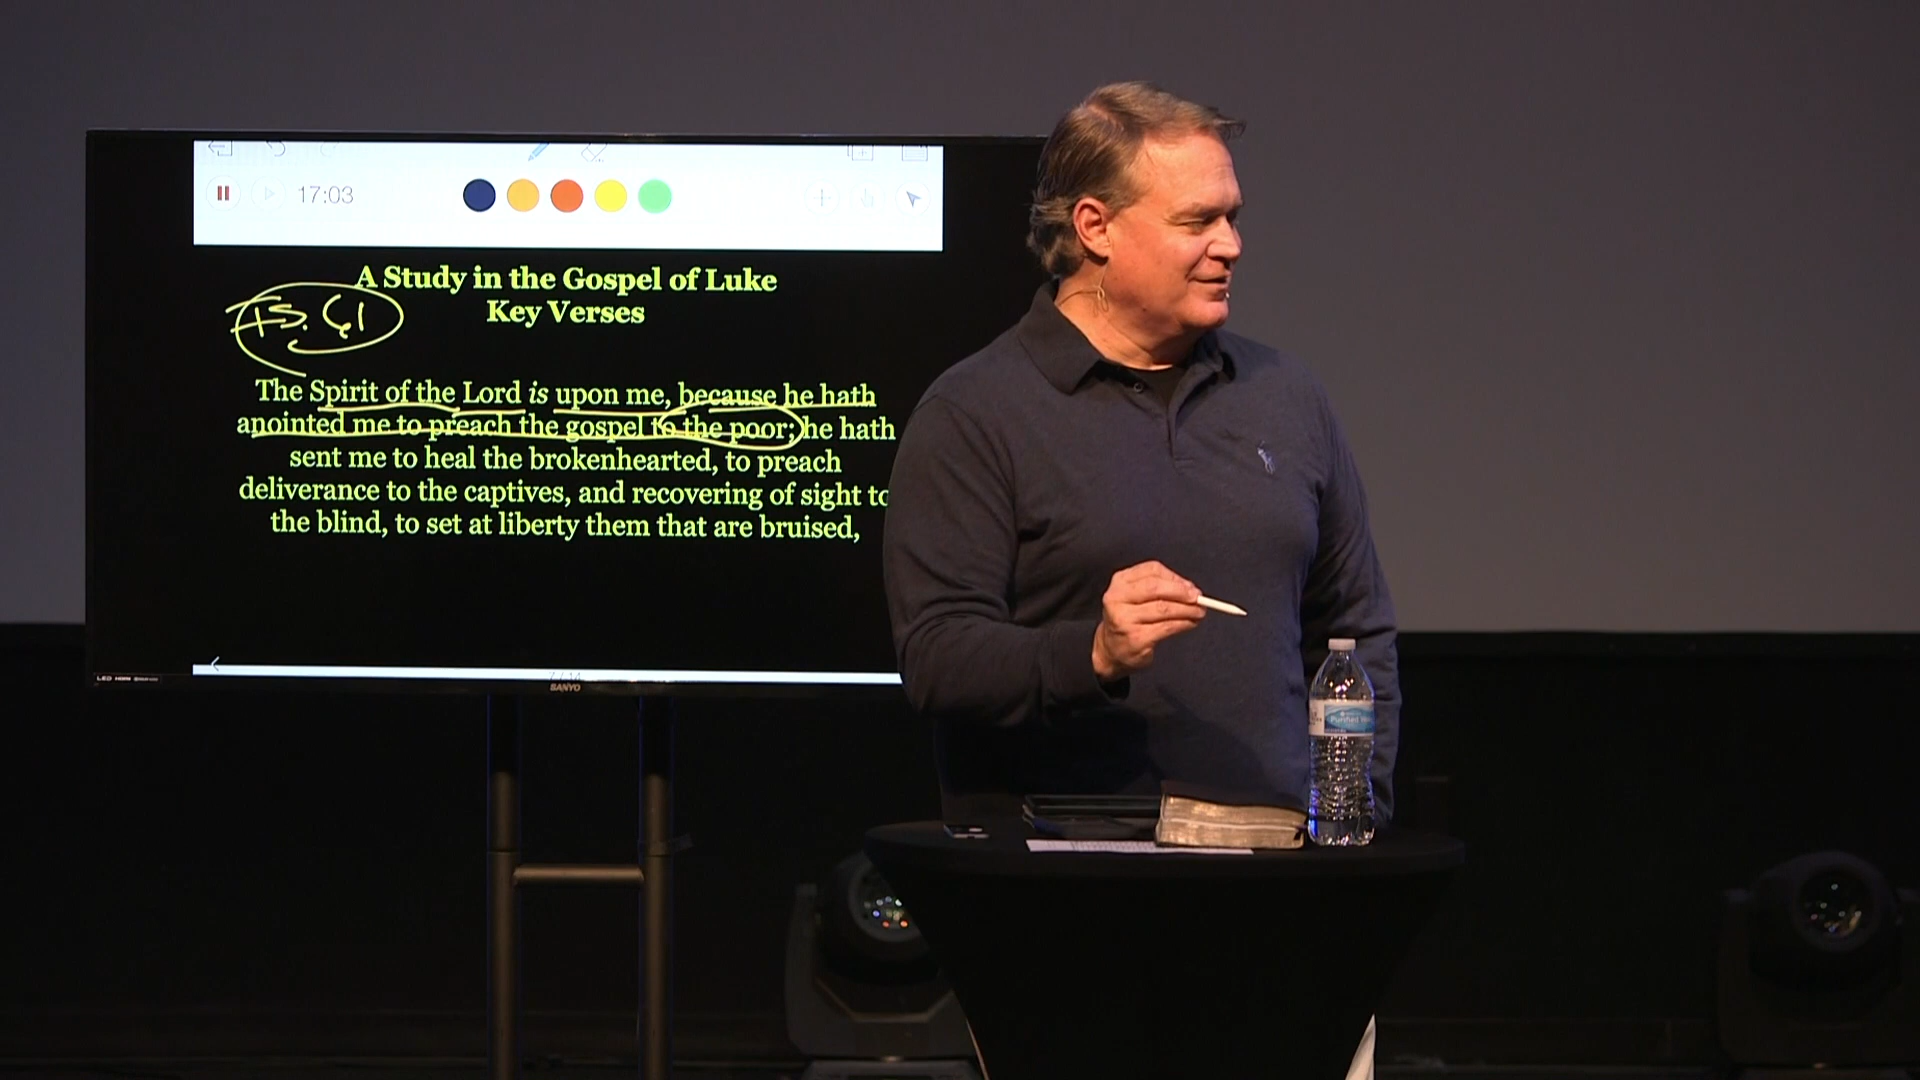 17:03
A Study in the Gospel of Luke
Key Verses
Is. 61
The Spirit of the Lord is upon me, because he hath
anointed me to preach the gospel to the poor; he hath
sent me to heal the brokenhearted, to preach
deliverance to the captives, and recovering of sight to
the blind, to set at liberty them that are bruised,
SANYO
LED HDMI
Purified